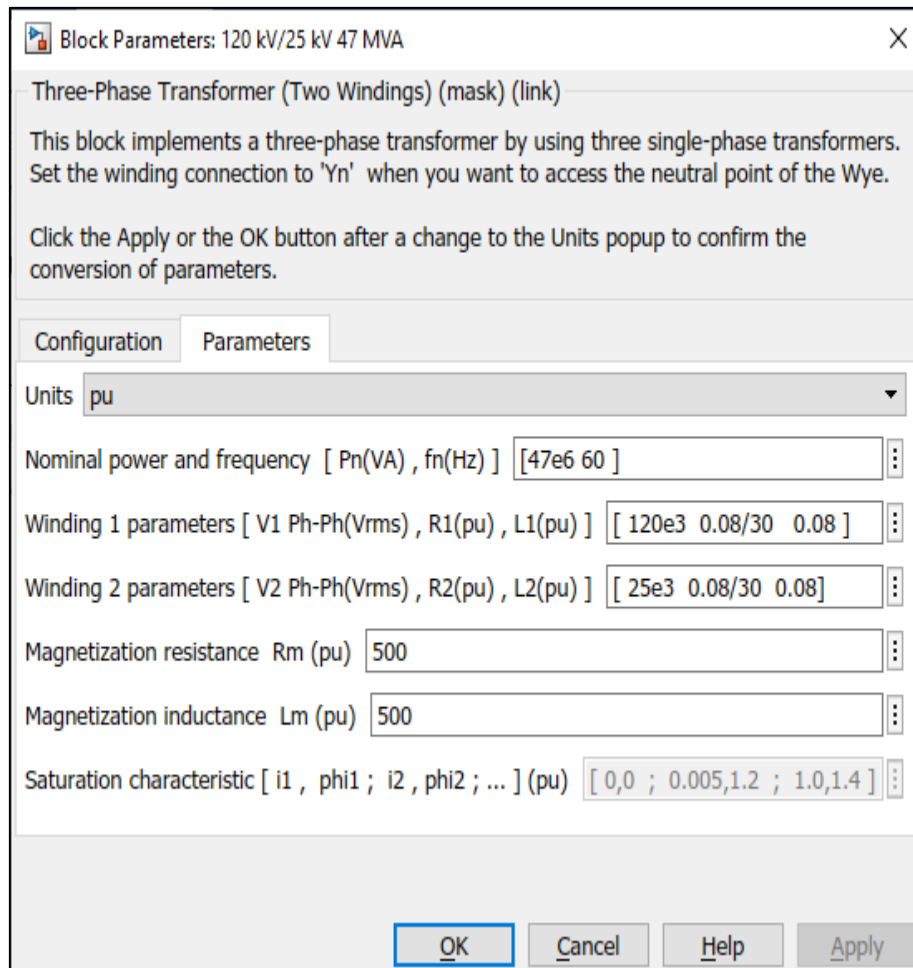 Block Parameters: 120 kV/25 kV 47 MVA
Three-Phase Transformer (Two Windings) (mask) (link)
This block implements a three-phase transformer by using three single-phase transformers.
Set the winding connection to 'Yn' when you want to access the neutral point of the Wye.
Click the Apply or the OK button after a change to the Units popup to confirm the
conversion of parameters.
Configuration Parameters
Units pu
Nominal power and frequency [ Pn(VA) , fn(Hz) ] [47e6 60 ]
Winding 1 parameters [ V1 Ph-Ph(Vrms) , R1(pu) , L1(pu) ] [ 120e3 0.08/30 0.08 ]
Winding 2 parameters [ V2 Ph-Ph(Vrms) , R2(pu) , L2(pu) ] [ 25e3 0.08/30 0.08]
Magnetization resistance Rm (pu) 500
Magnetization inductance Lm (pu) 500
Saturation characteristic [ i1 , phi1 ; i2 , phi2 ; ... ] (pu) [ 0,0 ; 0.005,1.2 ; 1.0,1.4 ]
OK Cancel Help Apply